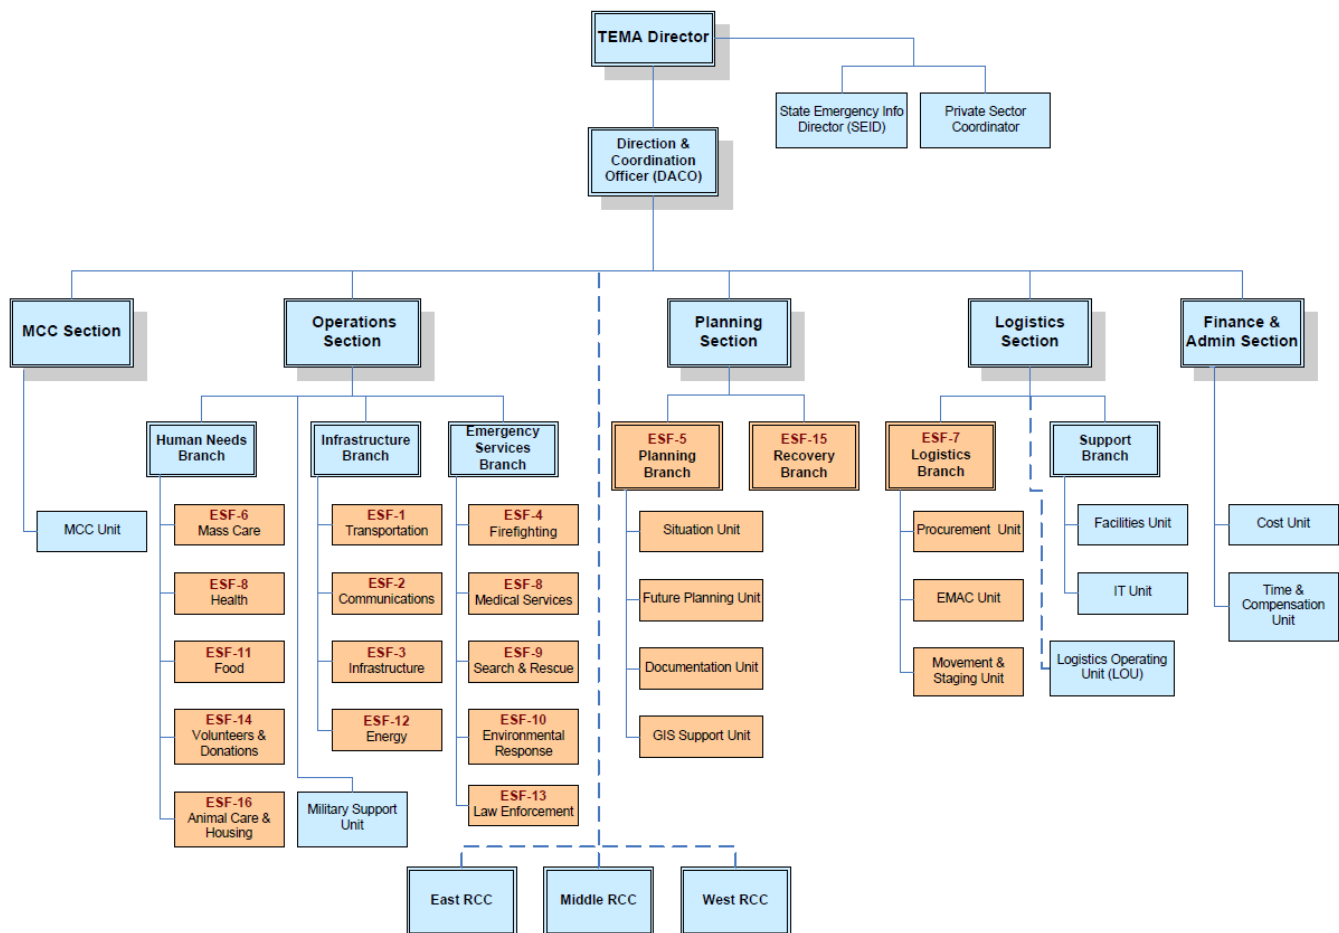 TEMA Director
State Emergency Info
Director (SEID)
Private Sector
Coordinator
Direction &
Coordination
Officer (DACO)
MCC Section
Operations
Section
Planning
Section
Logistics
Section
Finance &
Admin Section
Human Needs
Branch
Infrastructure
Branch
Emergency
Services
Branch
ESF-5
Planning
Branch
ESF-15
Recovery
Branch
ESF-7
Logistics
Branch
Support
Branch
MCC Unit
ESF-6
Mass Care
ESF-8
Health
ESF-11
Food
ESF-14
Volunteers &
Donations
ESF-16
Animal Care &
Housing
Military Support
Unit
ESF-1
Transportation
ESF-2
Communications
ESF-3
Infrastructure
ESF-12
Energy
ESF-4
Firefighting
ESF-8
Medical Services
ESF-9
Search & Rescue
ESF-10
Environmental
Response
ESF-13
Law Enforcement
Situation Unit
Future Planning Unit
Documentation Unit
GIS Support Unit
Procurement Unit
EMAC Unit
Movement &
Staging Unit
Facilities Unit
IT Unit
Logistics Operating
Unit (LOU)
Cost Unit
Time &
Compensation
Unit
East RCC
Middle RCC
West RCC